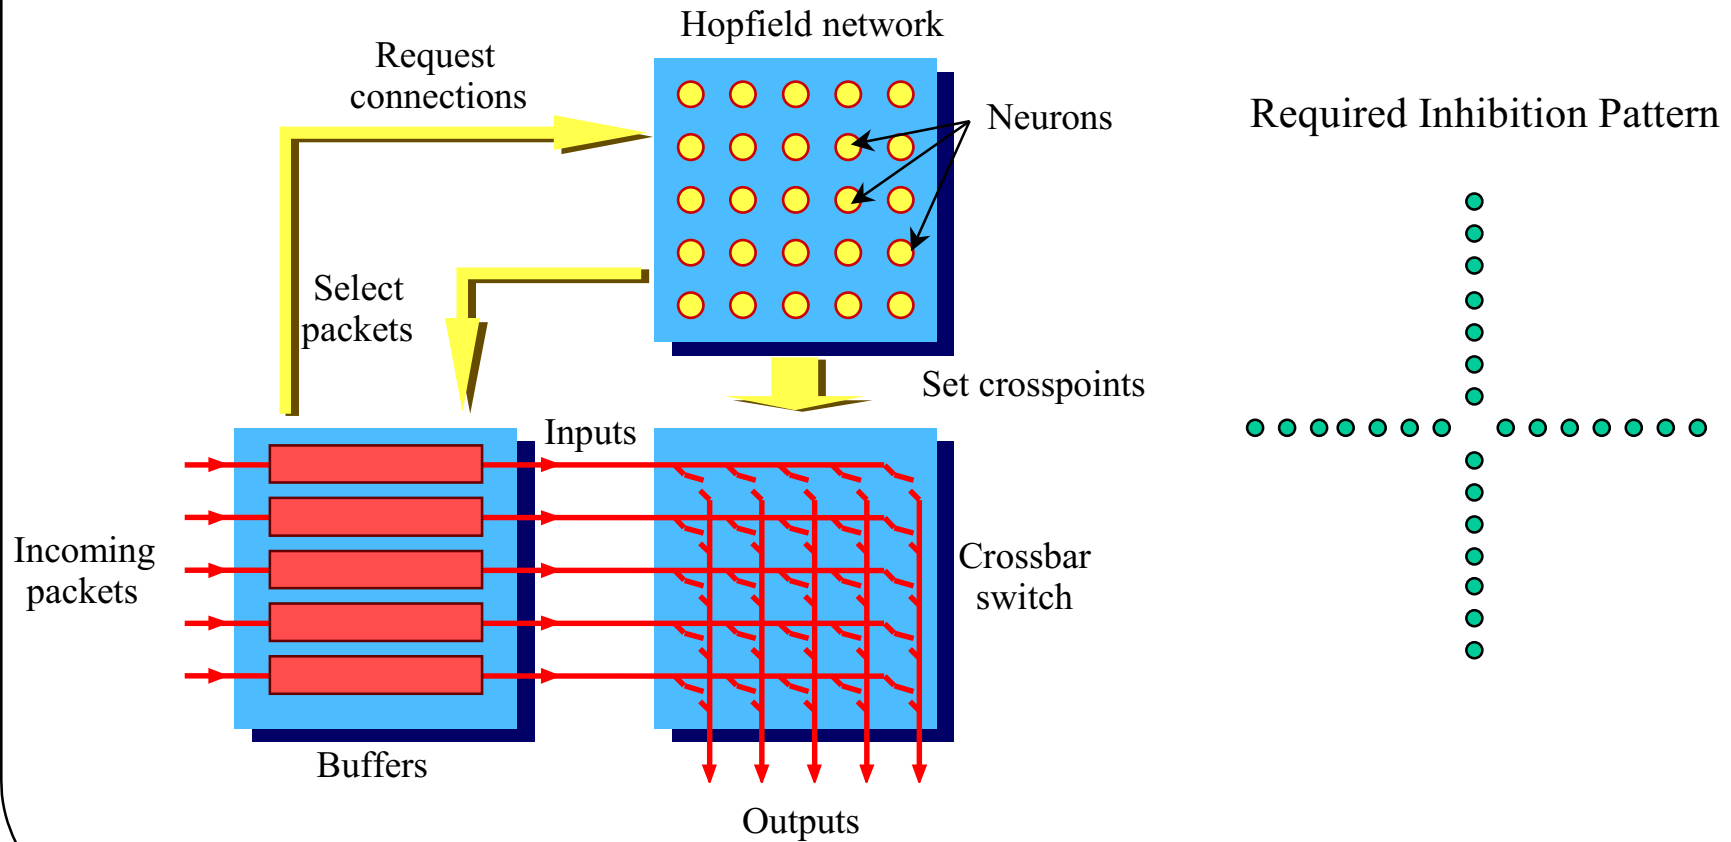 Hopfield network
Request
connections
Neurons
Required Inhibition Pattern
Select
packets
Set crosspoints
Inputs
Incoming
packets
Crossbar
switch
Buffers
Outputs